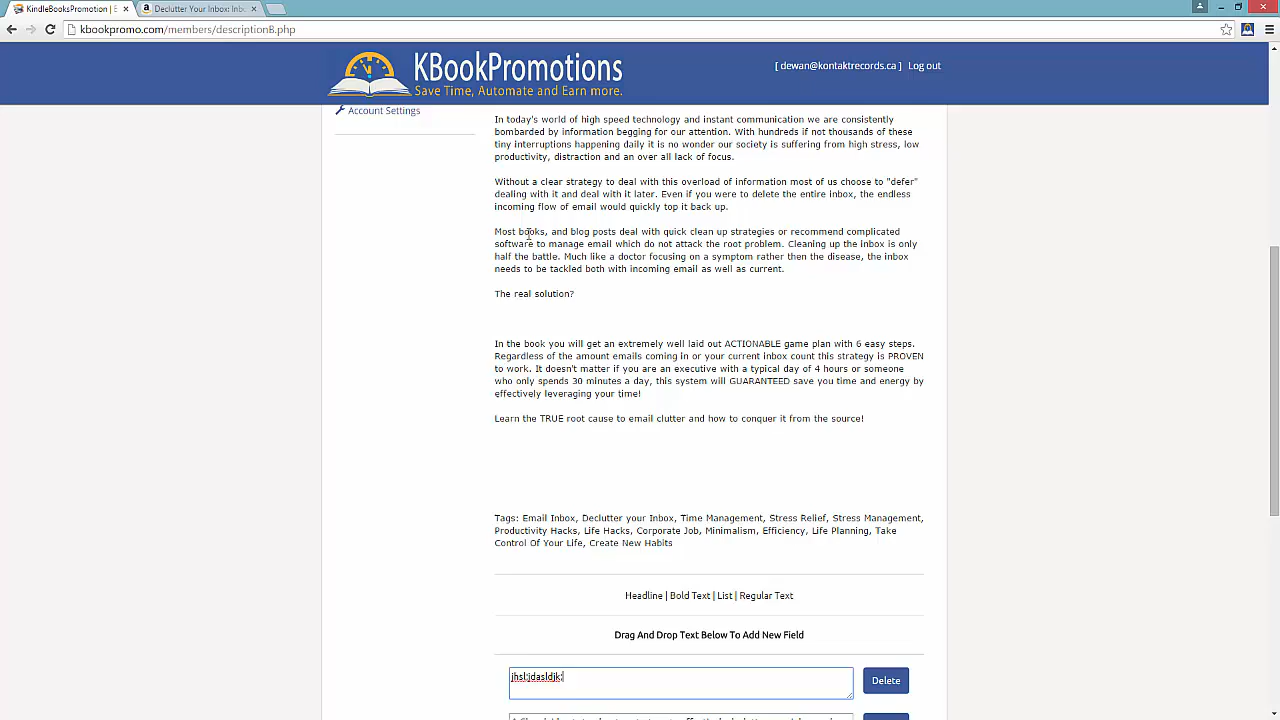 KindleBooksPromotion | E
Declutter Your Inbox: Inb
kbookpromo.com/members/descriptionB.php
KBookPromotions
Save Time, Automate and Earn more.
[ dewan@kontaktrecords.ca ] Log out
Account Settings
In today's world of high speed technology and instant communication we are consistently
bombarded by information begging for our attention. With hundreds if not thousands of these
tiny interruptions happening daily it is no wonder our society is suffering from high stress, low
productivity, distraction and an over all lack of focus.
Without a clear strategy to deal with this overload of information most of us choose to "defer"
dealing with it and deal with it later. Even if you were to delete the entire inbox, the endless
incoming flow of email would quickly top it back up.
Most books, and blog posts deal with quick clean up strategies or recommend complicated
software to manage email which do not attack the root problem. Cleaning up the inbox is only
half the battle. Much like a doctor focusing on a symptom rather then the disease, the inbox
needs to be tackled both with incoming email as well as current.
The real solution?
In the book you will get an extremely well laid out ACTIONABLE game plan with 6 easy steps.
Regardless of the amount emails coming in or your current inbox count this strategy is PROVEN
to work. It doesn't matter if you are an executive with a typical day of 4 hours or someone
who only spends 30 minutes a day, this system will GUARANTEED save you time and energy by
effectively leveraging your time!
Learn the TRUE root cause to email clutter and how to conquer it from the source!
Tags: Email Inbox, Declutter your Inbox, Time Management, Stress Relief, Stress Management,
Productivity Hacks, Life Hacks, Corporate Job, Minimalism, Efficiency, Life Planning, Take
Control Of Your Life, Create New Habits
Headline | Bold Text | List | Regular Text
Drag And Drop Text Below To Add New Field
jhsl;jdasldjk;
Delete